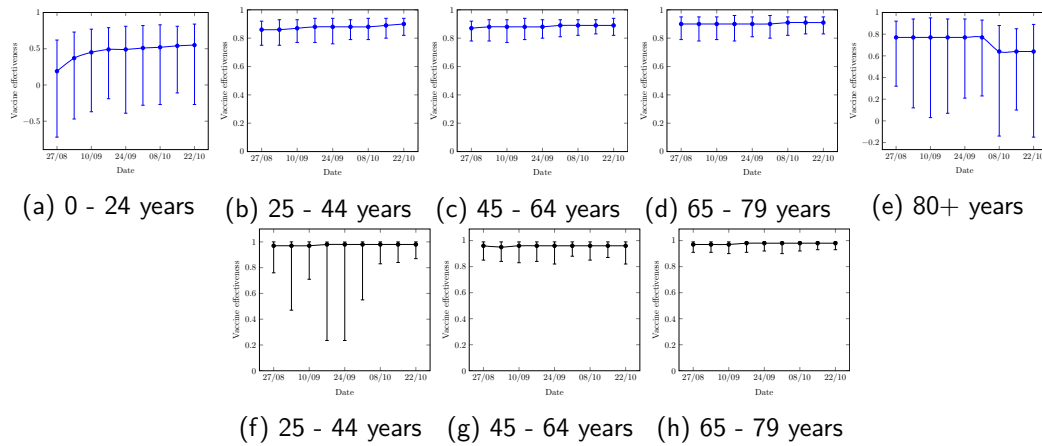 Vaccine effectiveness
1
0.5
0
−0.5
27/08 10/09 24/09 08/10 22/10
Date
(a) 0 - 24 years
Vaccine effectiveness
1
0.8
0.6
0.4
0.2
0
27/08 10/09 24/09 08/10 22/10
Date
(b) 25 - 44 years
Vaccine effectiveness
1
0.8
0.6
0.4
0.2
0
27/08 10/09 24/09 08/10 22/10
Date
(c) 45 - 64 years
Vaccine effectiveness
1
0.8
0.6
0.4
0.2
0
27/08 10/09 24/09 08/10 22/10
Date
(d) 65 - 79 years
Vaccine effectiveness
1
0.8
0.6
0.4
0.2
0
−0.2
27/08 10/09 24/09 08/10 22/10
Date
(e) 80+ years
Vaccine effectiveness
1
0.8
0.6
0.4
0.2
0
27/08 10/09 24/09 08/10 22/10
Date
(f) 25 - 44 years
Vaccine effectiveness
1
0.8
0.6
0.4
0.2
0
27/08 10/09 24/09 08/10 22/10
Date
(g) 45 - 64 years
Vaccine effectiveness
1
0.8
0.6
0.4
0.2
0
27/08 10/09 24/09 08/10 22/10
Date
(h) 65 - 79 years